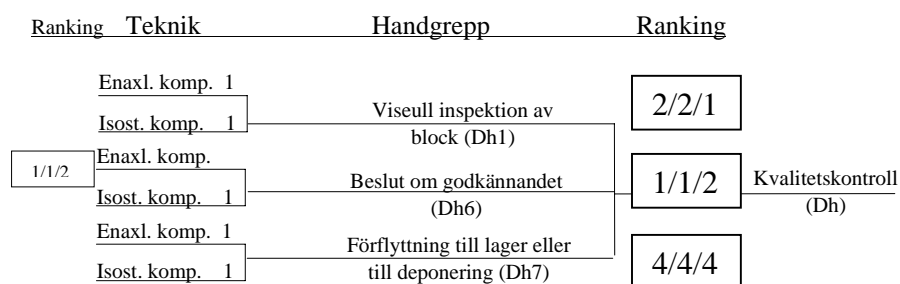 Ranking Teknik Handgrepp Ranking
Enaxl. komp. 1
Isost. komp. 1
Viseull inspektion av
block (Dh1)
2/2/1
1/1/2
Enaxl. komp.
Isost. komp. 1
Beslut om godkännandet
(Dh6)
1/1/2
Kvalitetskontroll
(Dh)
Enaxl. komp. 1
Isost. komp. 1
Förflyttning till lager eller
till deponering (Dh7)
4/4/4